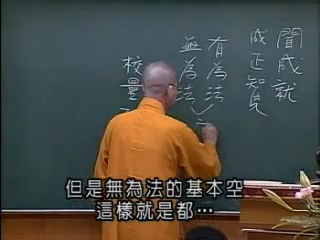 聞成就
成正知見
有為法
無為法
校量
但是無為法的基本空
這樣就是都…